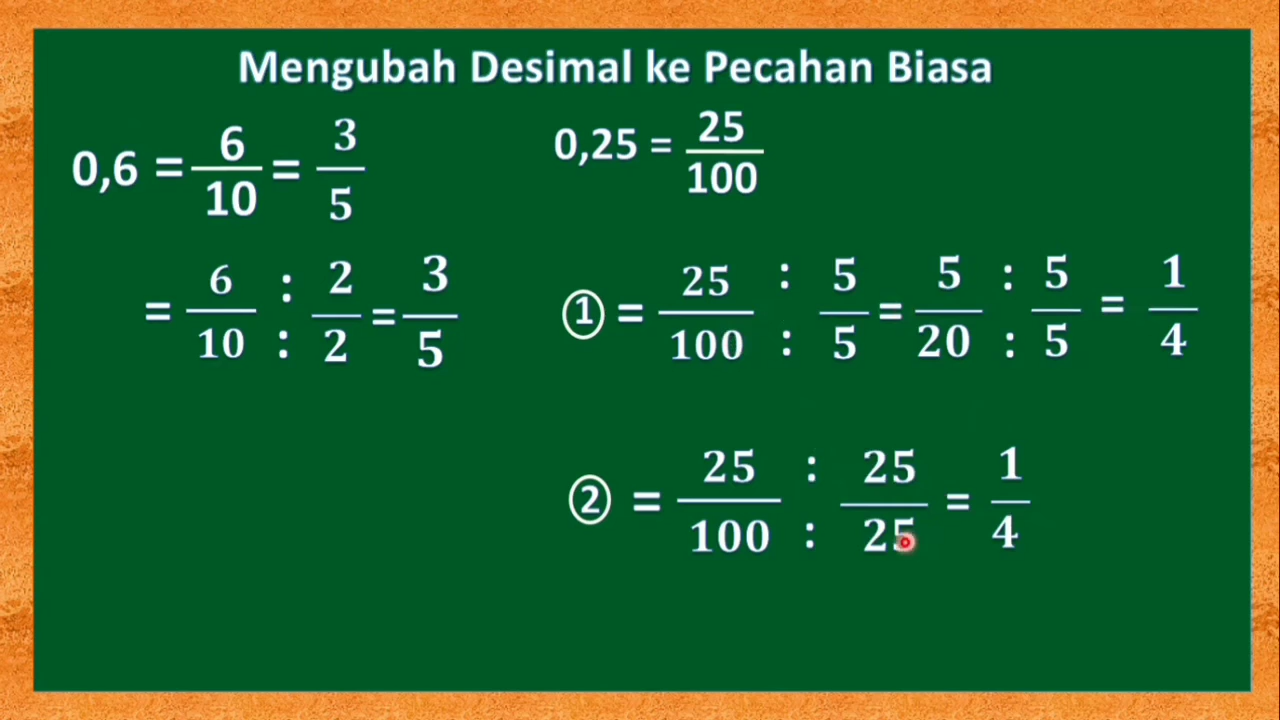 Mengubah Desimal ke Pecahan Biasa
0,6 = 6/10 = 3/5
= 6/10 : 2/2 = 3/5
0,25 = 25/100
① = 25/100 : 5/5 = 5/20 : 5/5 = 1/4
② = 25/100 : 25/25 = 1/4